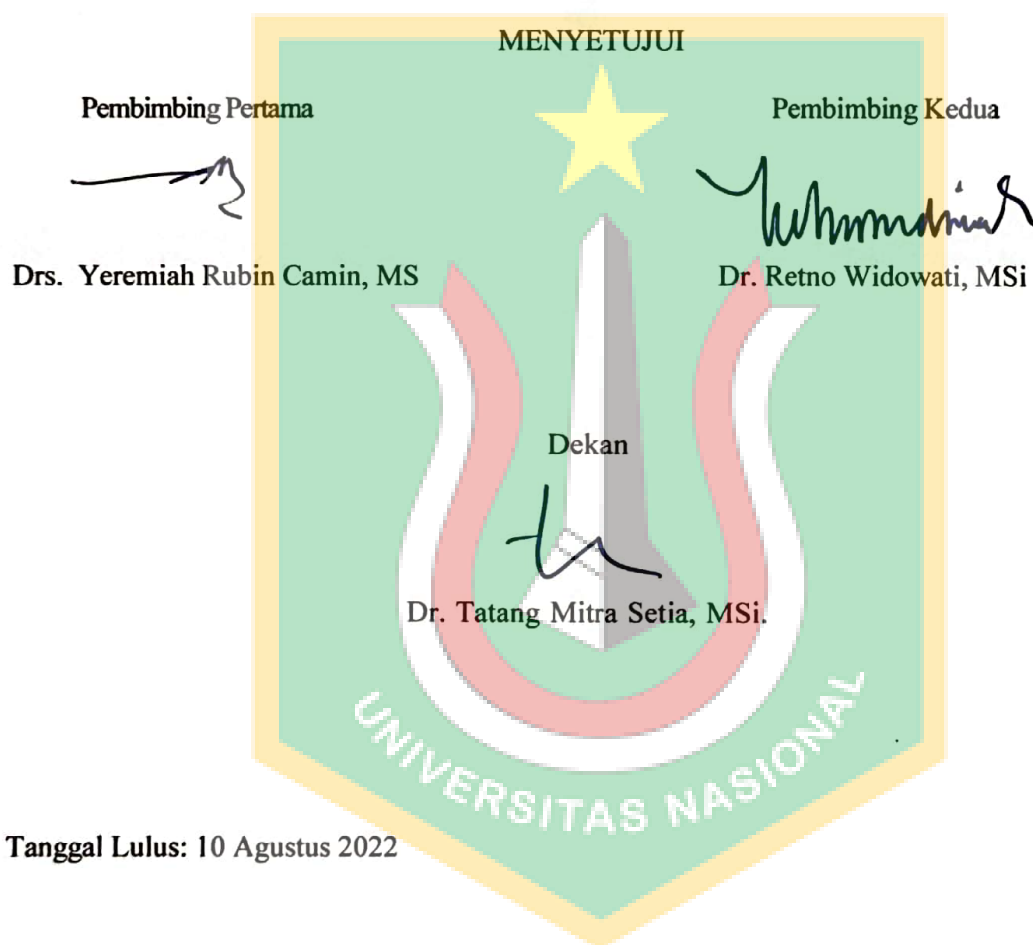 MENYETUJUI
Pembimbing Pertama
Pembimbing Kedua
Drs. Yeremiah Rubin Camin, MS
Dr. Retno Widowati, MSi
Dekan
Dr. Tatang Mitra Setia, MSi.
UNIVERSITAS NASIONAL
Tanggal Lulus: 10 Agustus 2022